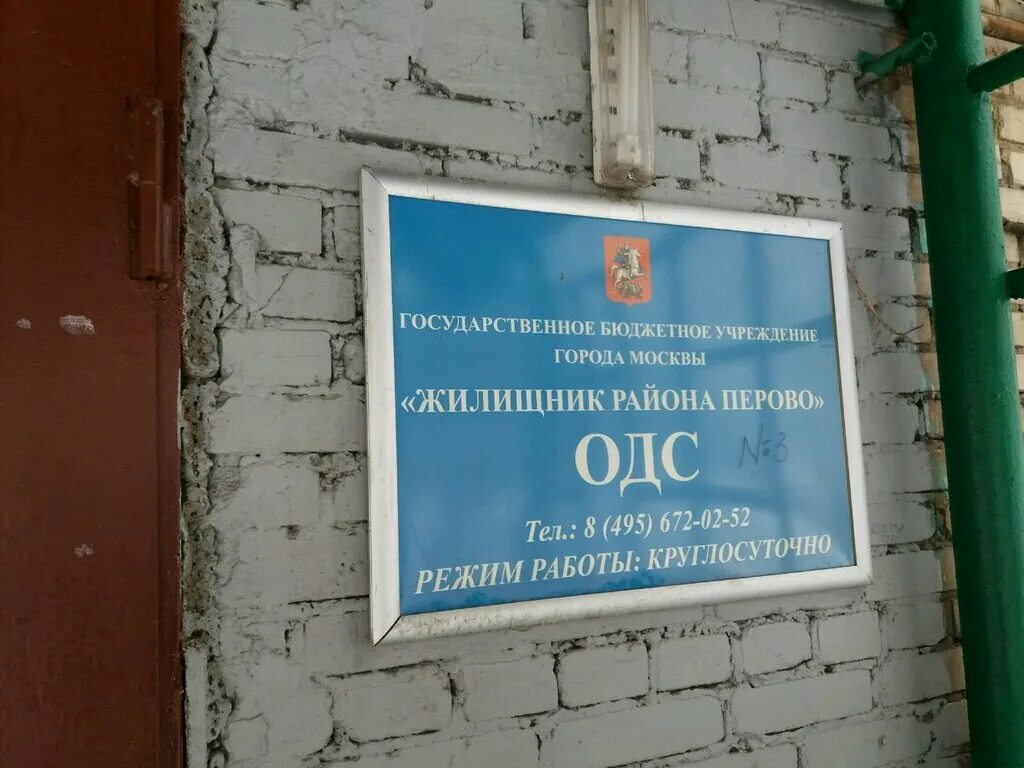 ГОСУДАРСТВЕННОЕ БЮДЖЕТНОЕ УЧРЕЖДЕНИЕ
ГОРОДА МОСКВЫ
«ЖИЛИЩНИК РАЙОНА ПЕРОВО»
ОДС №3
Тел.: 8 (495) 672-02-52
РЕЖИМ РАБОТЫ: КРУГЛОСУТОЧНО